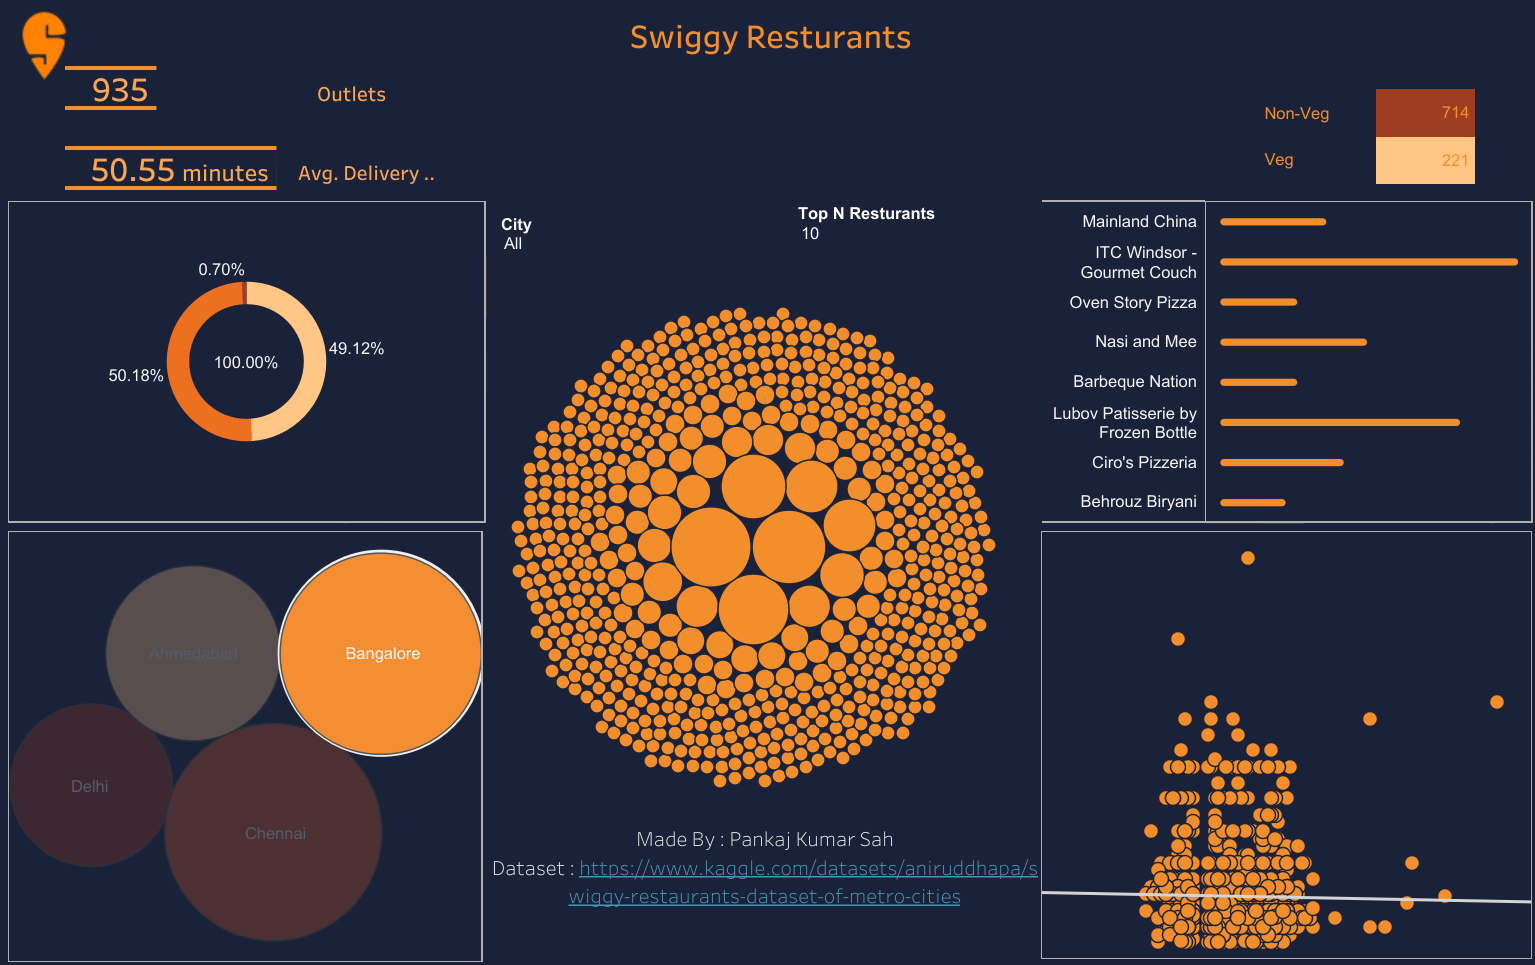 Swiggy Resturants
935
Outlets
50.55 minutes
Avg. Delivery ..
Non-Veg
714
Veg
221
0.70%
49.12%
100.00%
50.18%
City
All
Top N Resturants
10
Mainland China
ITC Windsor -
Gourmet Couch
Oven Story Pizza
Nasi and Mee
Barbeque Nation
Lubov Patisserie by
Frozen Bottle
Ciro's Pizzeria
Behrouz Biryani
Ahmedabad
Bangalore
Delhi
Chennai
Made By : Pankaj Kumar Sah
Dataset : https://www.kaggle.com/datasets/aniruddhapa/s
wiggy-restaurants-dataset-of-metro-cities